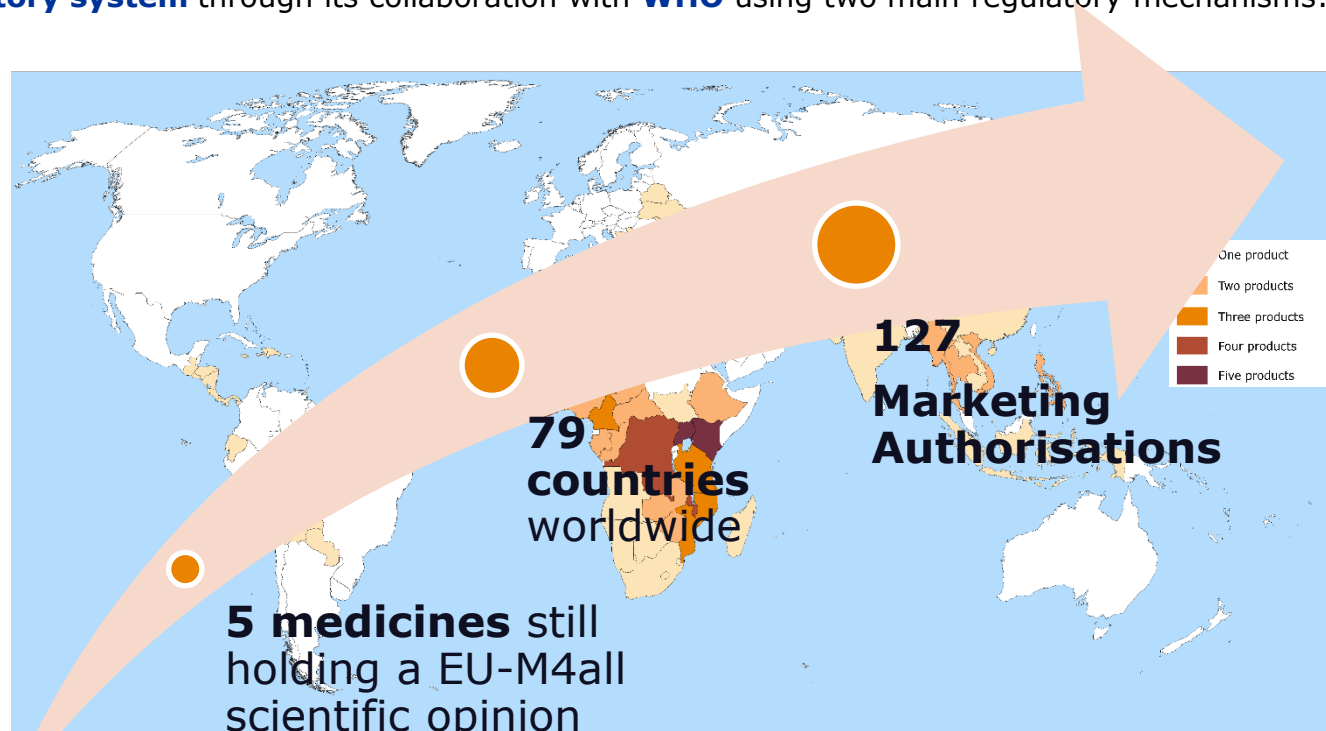 tory system through its collaboration with WHO using two main regulatory mechanisms:
One product
Two products
Three products
Four products
Five products
127
Marketing
Authorisations
79
countries
worldwide
5 medicines still
holding a EU-M4all
scientific opinion